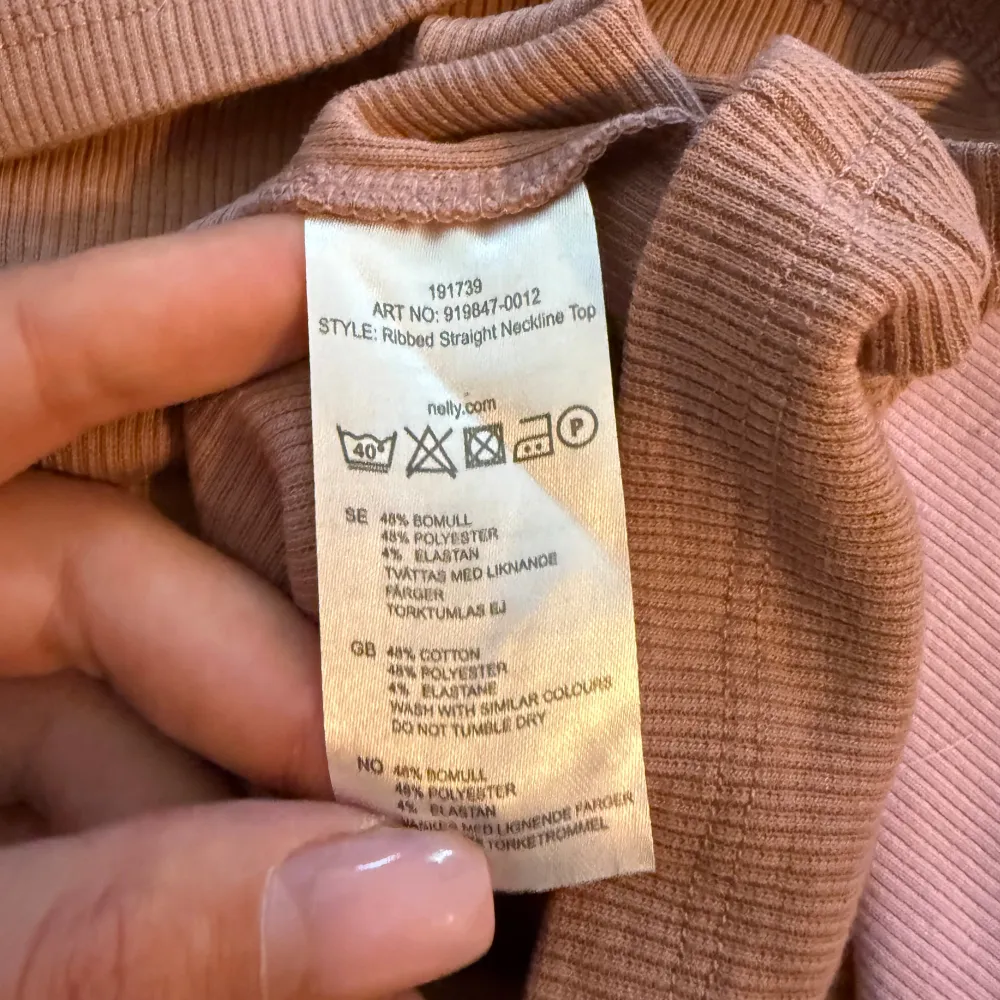 191739
ART NO: 919847-0012
STYLE: Ribbed Straight Neckline Top
nelly.com
40° P
SE 48% BOMULL
48% POLYESTER
4% ELASTAN
TVÄTTAS MED LIKNANDE
FÄRGER
TORKTUMLAS EJ
GB 48% COTTON
48% POLYESTER
4% ELASTANE
WASH WITH SIMILAR COLOURS
DO NOT TUMBLE DRY
NO 48% BOMULL
48% POLYESTER
4% ELASTAN
VASKES MED LIGNENDE FARGER
TORKETROMMEL